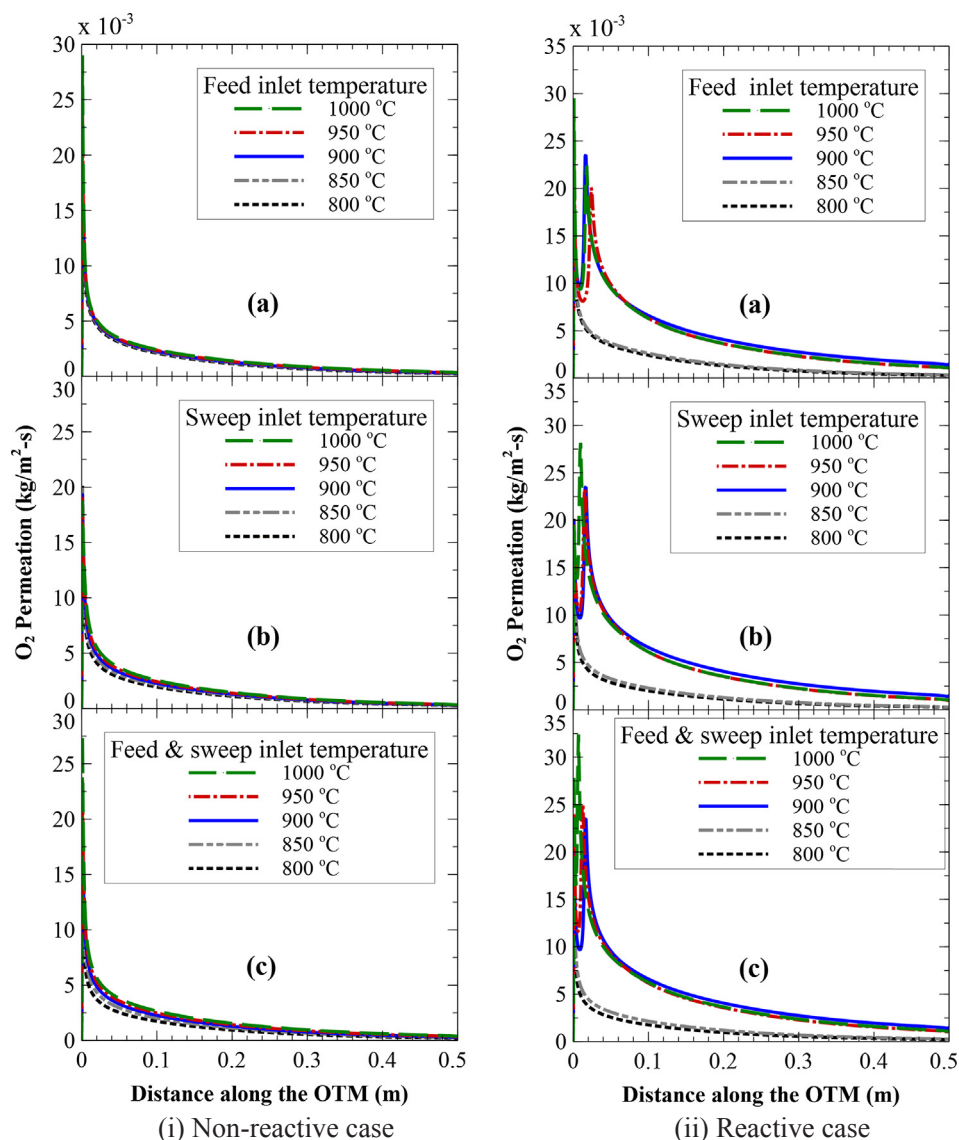 x 10⁻³
30
25
20
15
10
5
0
Feed inlet temperature
1000 °C
950 °C
900 °C
850 °C
800 °C
(a)
30
25
20
15
10
5
0
Sweep inlet temperature
1000 °C
950 °C
900 °C
850 °C
800 °C
(b)
O₂ Permeation (kg/m²-s)
30
25
20
15
10
5
0
Feed & sweep inlet temperature
1000 °C
950 °C
900 °C
850 °C
800 °C
(c)
0 0.1 0.2 0.3 0.4 0.5
Distance along the OTM (m)
(i) Non-reactive case
x 10⁻³
35
30
25
20
15
10
5
0
Feed inlet temperature
1000 °C
950 °C
900 °C
850 °C
800 °C
(a)
35
30
25
20
15
10
5
0
Sweep inlet temperature
1000 °C
950 °C
900 °C
850 °C
800 °C
(b)
O₂ Permeation (kg/m²-s)
35
30
25
20
15
10
5
0
Feed & sweep inlet temperature
1000 °C
950 °C
900 °C
850 °C
800 °C
(c)
0 0.1 0.2 0.3 0.4 0.5
Distance along the OTM (m)
(ii) Reactive case